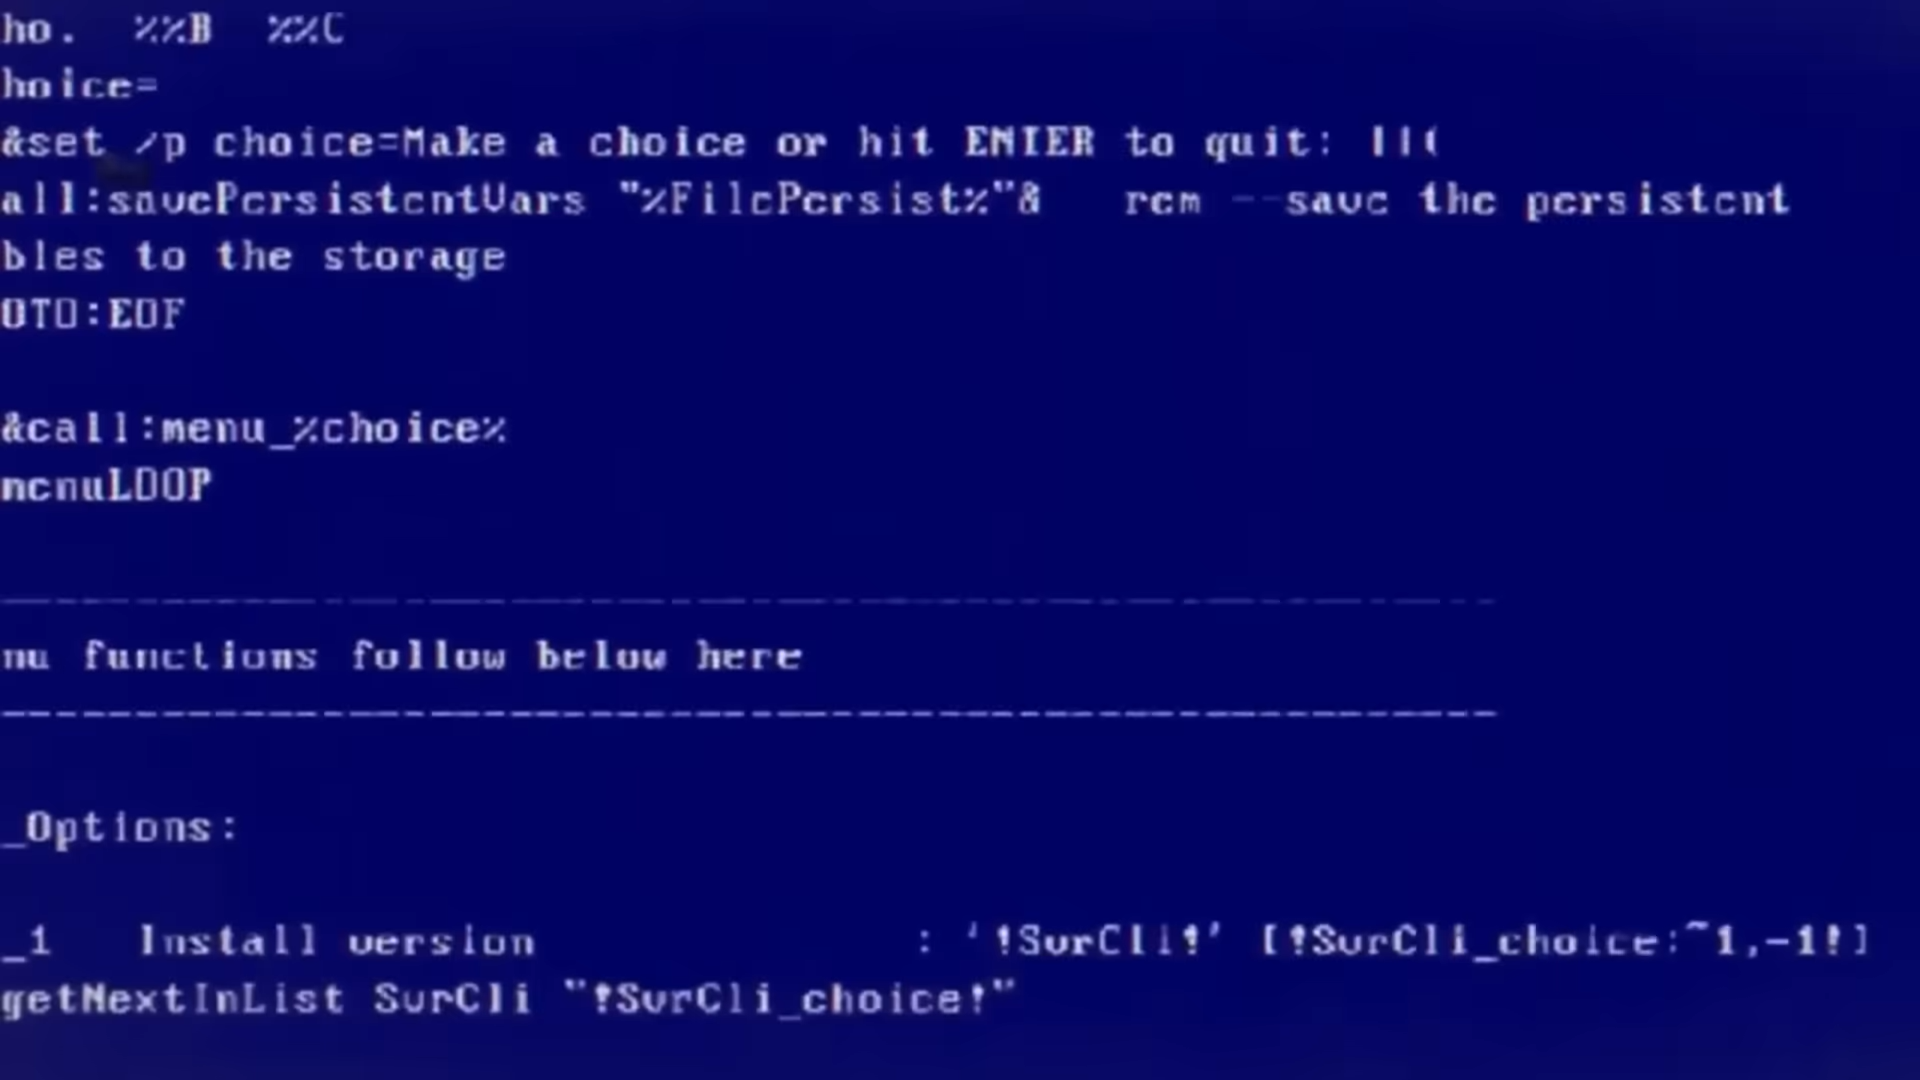 ho.  %%B  %%C
hoice=
&set /p choice=Make a choice or hit ENTER to quit: ||(
all:savePersistentVars "%FilePersist%"&   rem --save the persistent
bles to the storage
OTO:EOF
&call:menu_%choice%
menuLOOP
nu functions follow below here
_Options:
_1   Install version               : '!SvrCli!' [!SvrCli_choice:~1,-1!]
getNextInList SvrCli "!SvrCli_choice!"